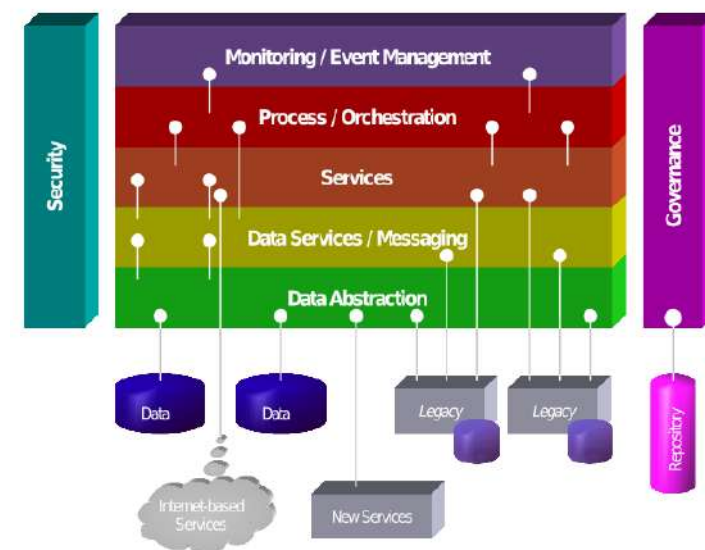 Monitoring / Event Management
Process / Orchestration
Services
Data Services / Messaging
Data Abstraction
Security
Governance
Data
Data
Legacy
Legacy
Repository
Internet-based
Services
New Services